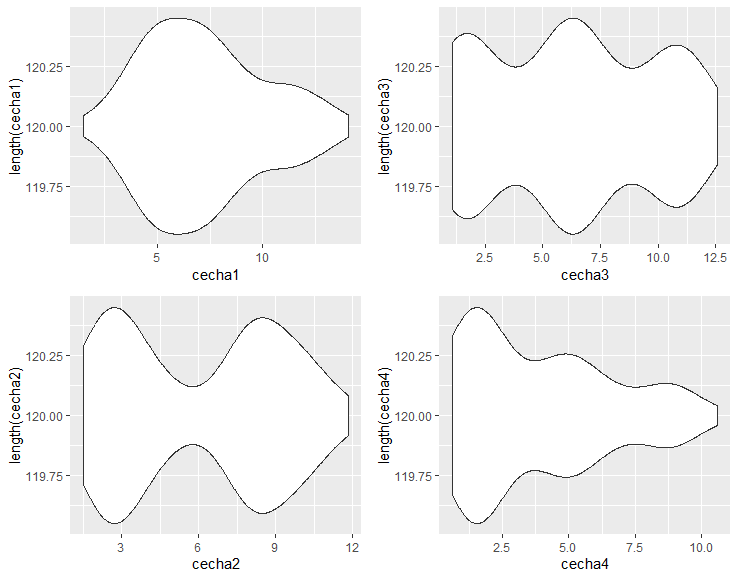 length(cecha1)
120.25
120.00
119.75
5 10
cecha1
length(cecha3)
120.25
120.00
119.75
2.5 5.0 7.5 10.0 12.5
cecha3
length(cecha2)
120.25
120.00
119.75
3 6 9 12
cecha2
length(cecha4)
120.25
120.00
119.75
2.5 5.0 7.5 10.0
cecha4